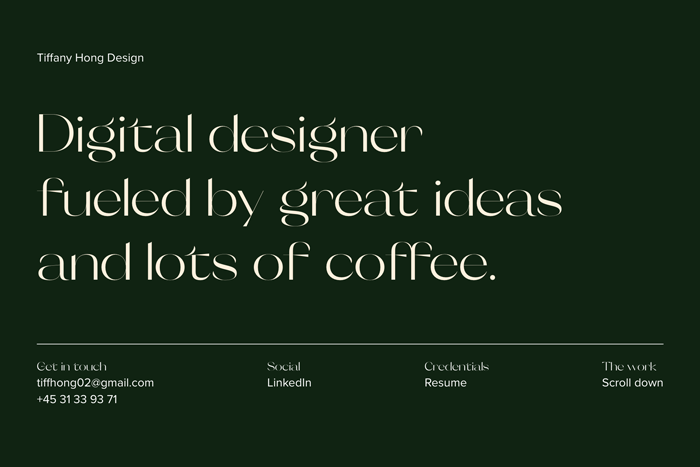 Tiffany Hong Design
Digital designer
fueled by great ideas
and lots of coffee.
Get in touch
tiffhong02@gmail.com
+45 31 33 93 71
Social
LinkedIn
Credentials
Resume
The work
Scroll down